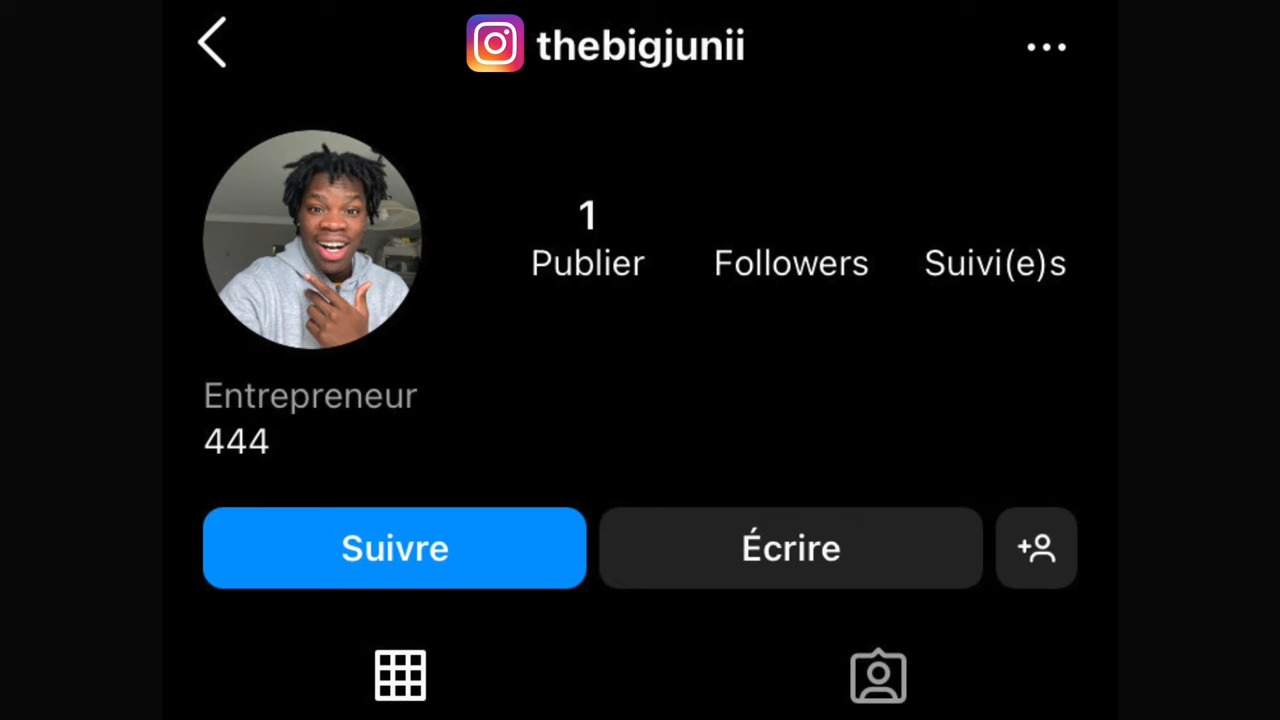 thebigjunii
1
Publier Followers Suivi(e)s
Entrepreneur
444
Suivre Écrire